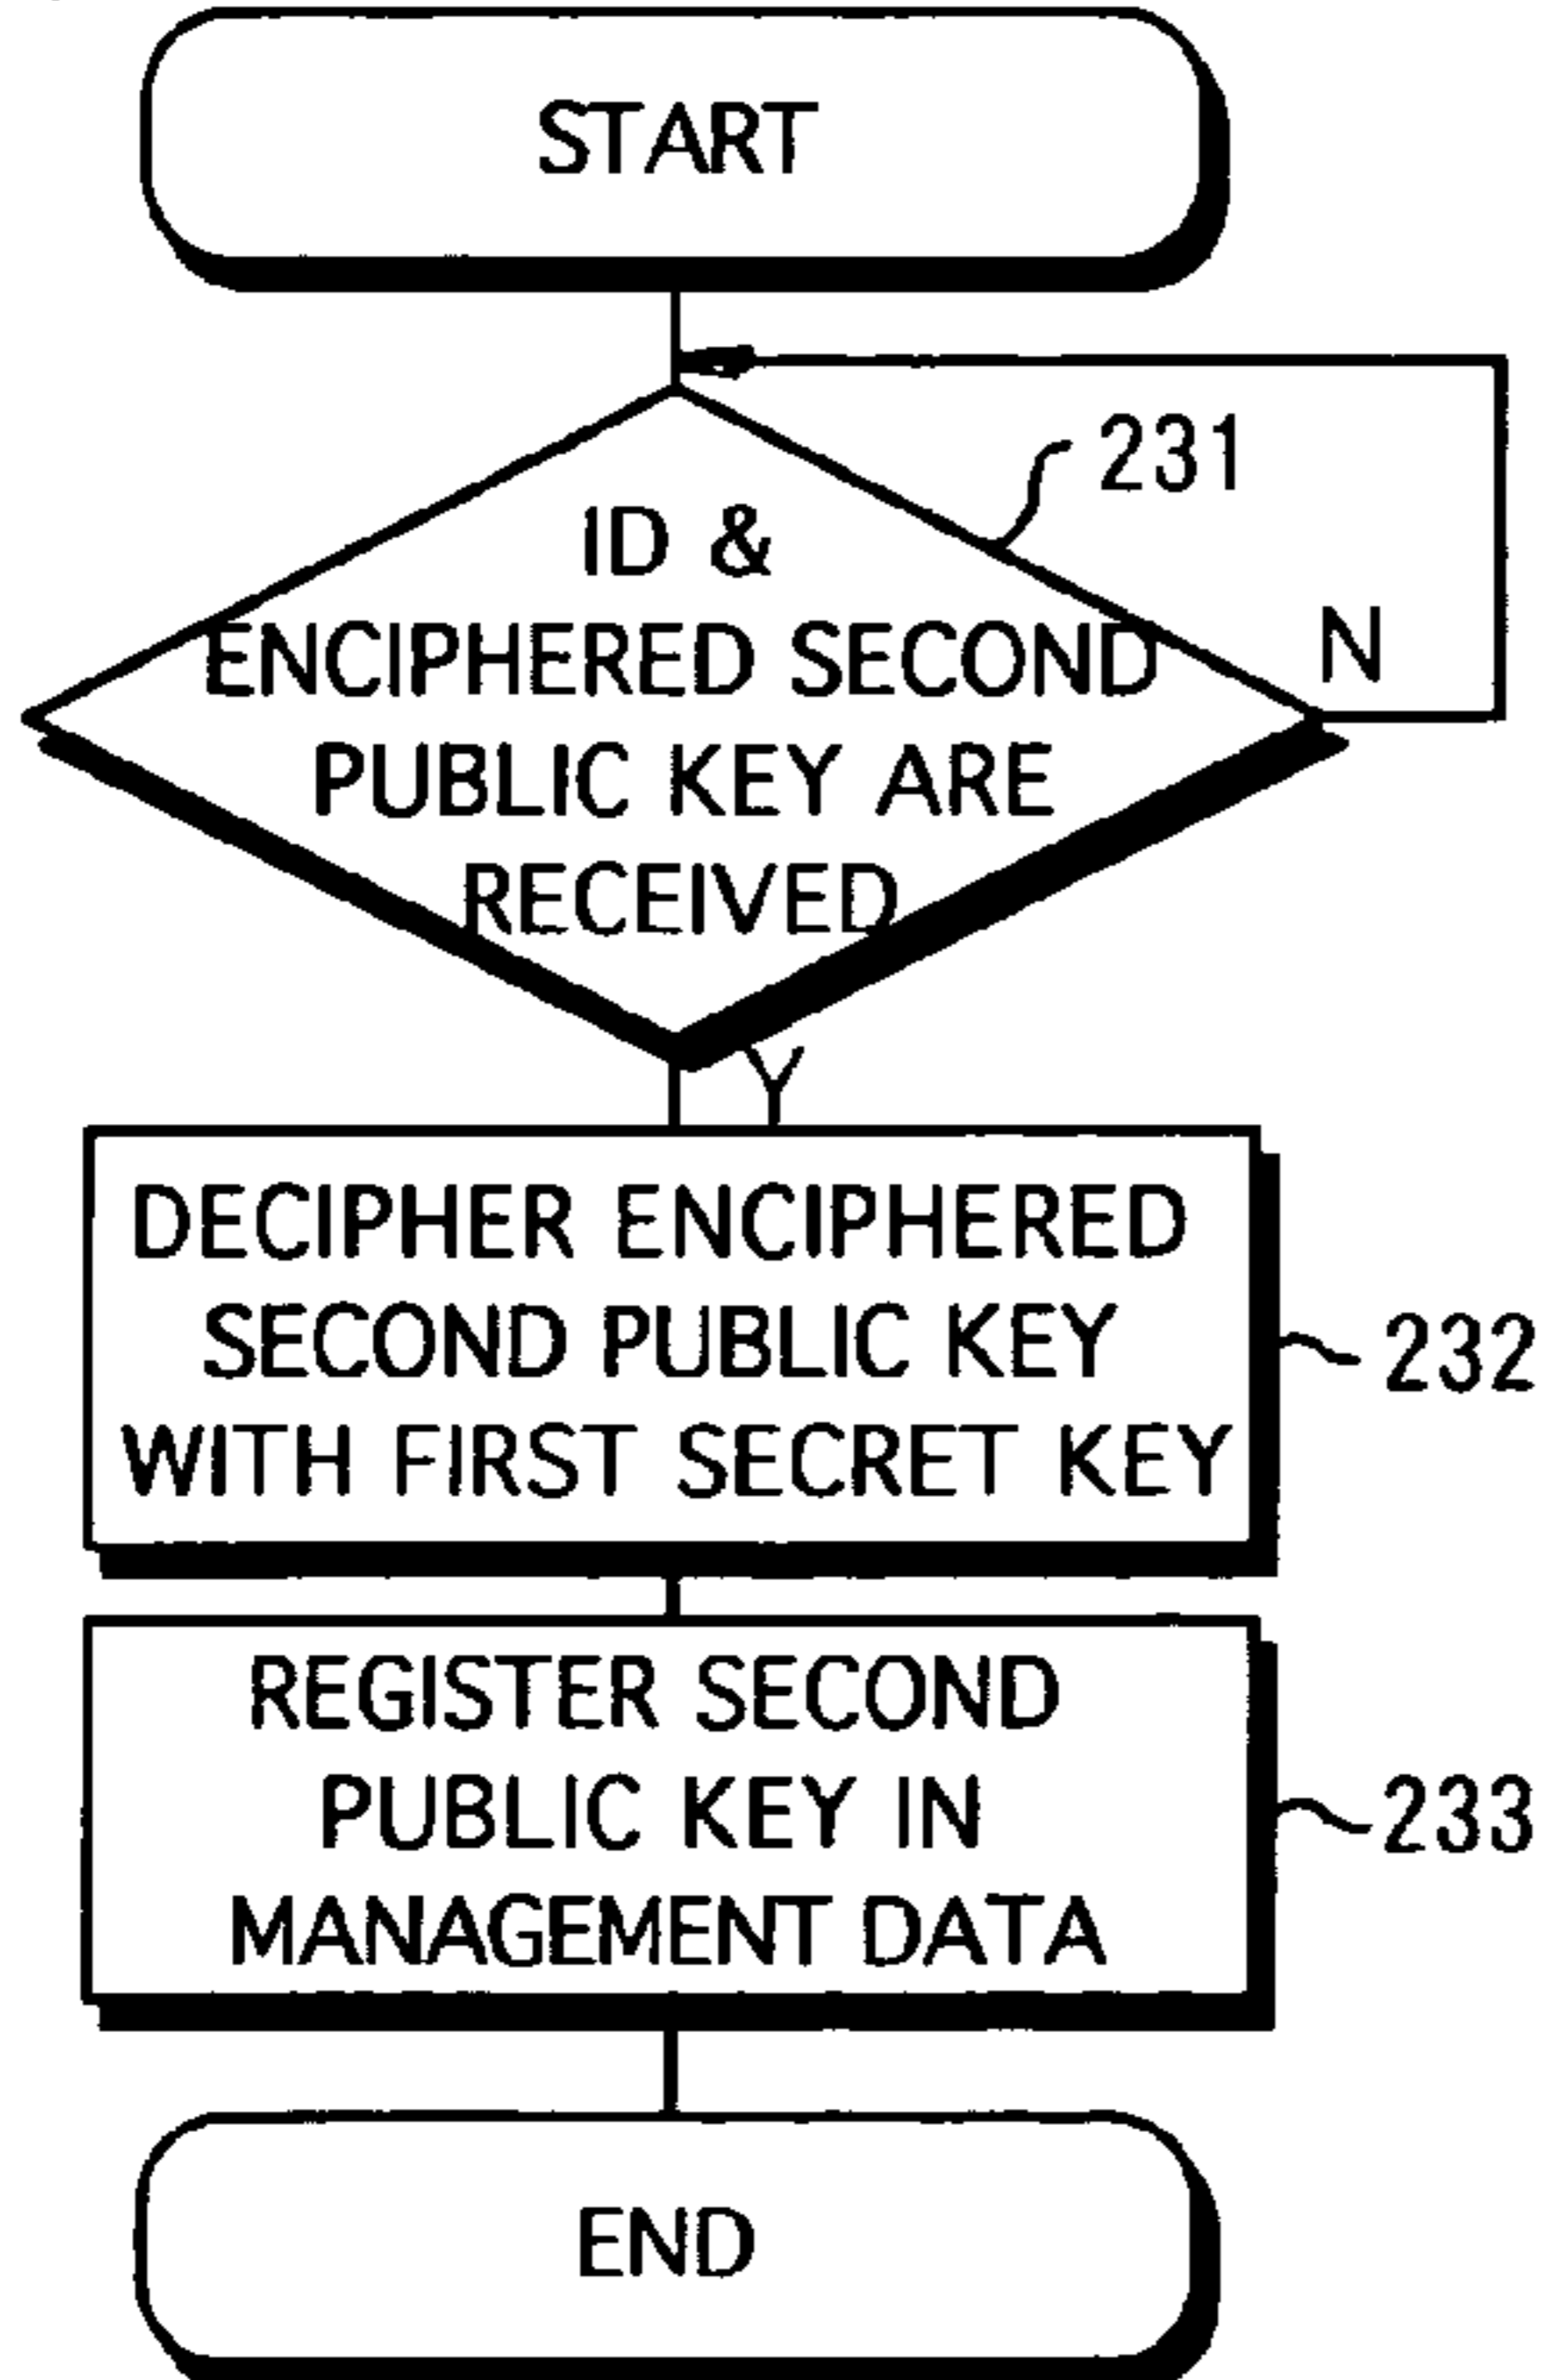 START
231
ID &
ENCIPHERED SECOND
PUBLIC KEY ARE
RECEIVED
N
Y
DECIPHER ENCIPHERED
SECOND PUBLIC KEY
WITH FIRST SECRET KEY
232
REGISTER SECOND
PUBLIC KEY IN
MANAGEMENT DATA
233
END